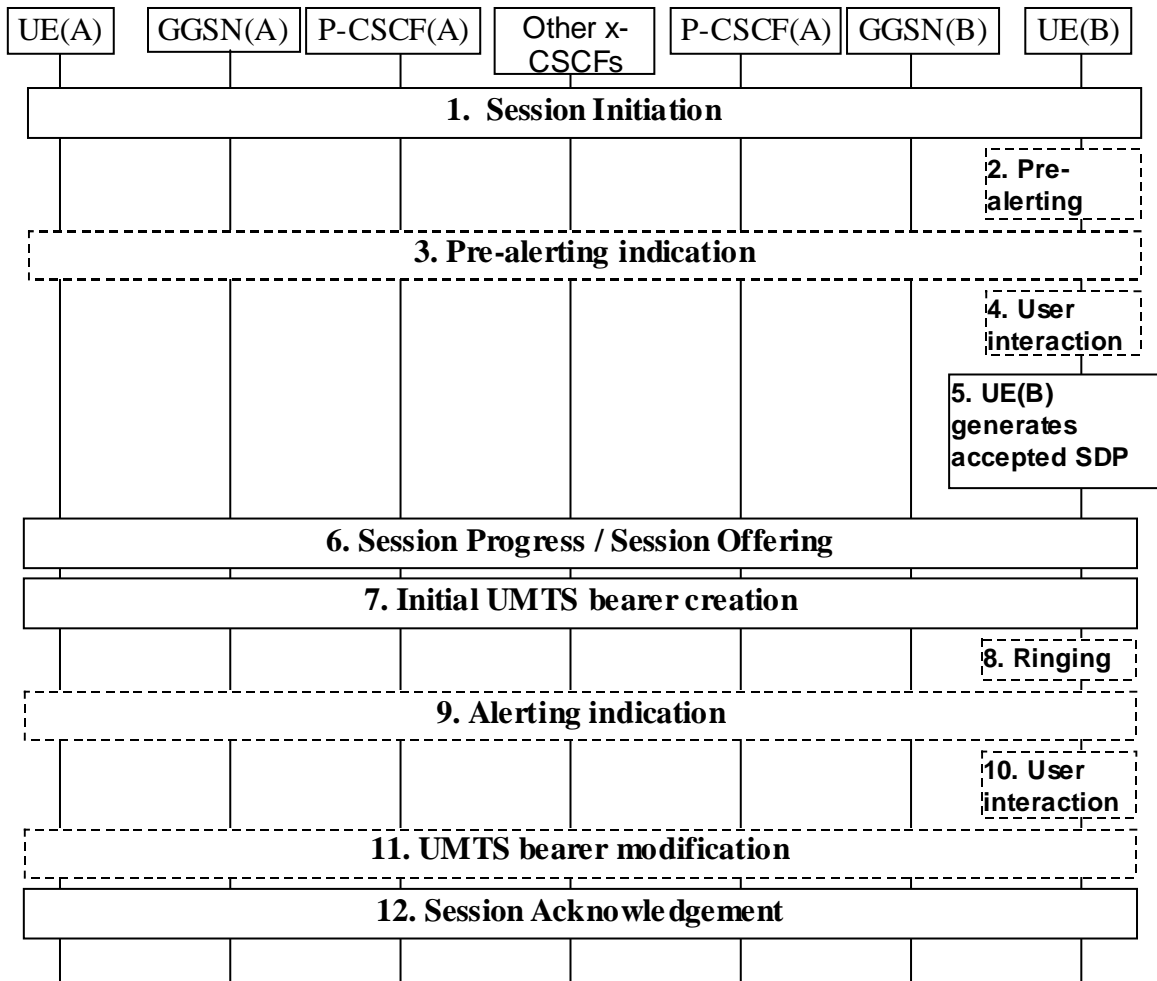 UE(A)
GGSN(A)
P-CSCF(A)
Other x-
CSCFs
P-CSCF(A)
GGSN(B)
UE(B)
1. Session Initiation
2. Pre-
alerting
3. Pre-alerting indication
4. User
interaction
5. UE(B)
generates
accepted SDP
6. Session Progress / Session Offering
7. Initial UMTS bearer creation
8. Ringing
9. Alerting indication
10. User
interaction
11. UMTS bearer modification
12. Session Acknowledgement